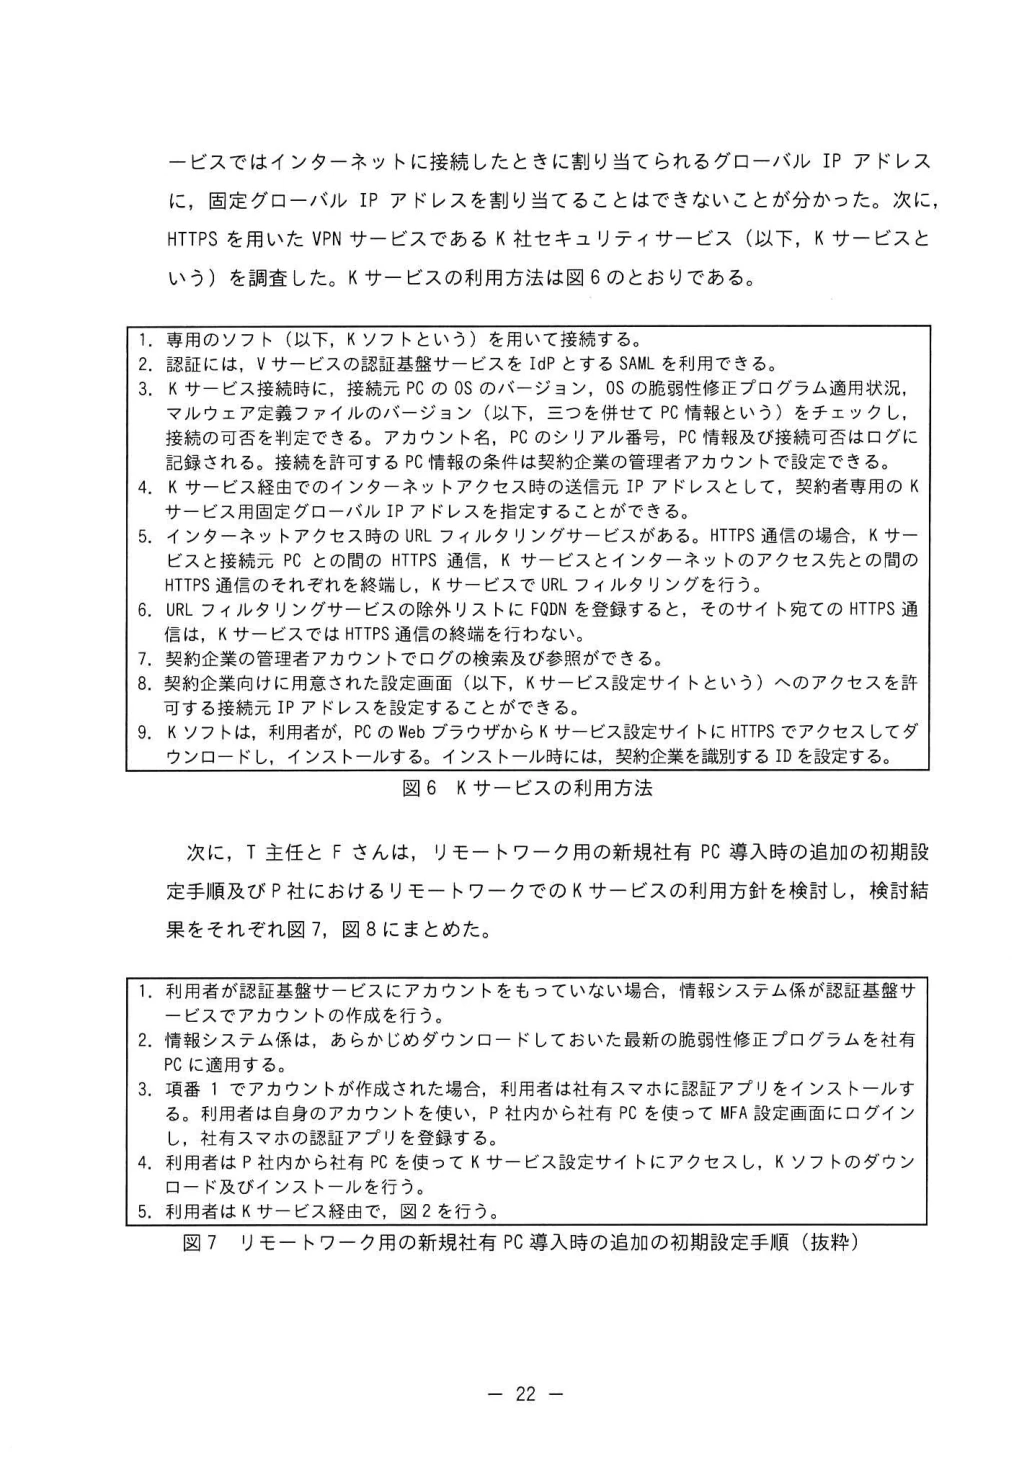 ービスではインターネットに接続したときに割り当てられるグローバル IP アドレス
に，固定グローバル IP アドレスを割り当てることはできないことが分かった。次に，
HTTPS を用いた VPN サービスである K 社セキュリティサービス（以下，K サービスと
いう）を調査した。K サービスの利用方法は図 6 のとおりである。
1. 専用のソフト（以下，K ソフトという）を用いて接続する。
2. 認証には，V サービスの認証基盤サービスを IdP とする SAML を利用できる。
3. K サービス接続時に，接続元 PC の OS のバージョン，OS の脆弱性修正プログラム適用状況，
マルウェア定義ファイルのバージョン（以下，三つを併せて PC 情報という）をチェックし，
接続の可否を判定できる。アカウント名，PC のシリアル番号，PC 情報及び接続可否はログに
記録される。接続を許可する PC 情報の条件は契約企業の管理者アカウントで設定できる。
4. K サービス経由でのインターネットアクセス時の送信元 IP アドレスとして，契約者専用の K
サービス用固定グローバル IP アドレスを指定することができる。
5. インターネットアクセス時の URL フィルタリングサービスがある。HTTPS 通信の場合，K サー
ビスと接続元 PC との間の HTTPS 通信，K サービスとインターネットのアクセス先との間の
HTTPS 通信のそれぞれを終端し，K サービスで URL フィルタリングを行う。
6. URL フィルタリングサービスの除外リストに FQDN を登録すると，そのサイト宛ての HTTPS 通
信は，K サービスでは HTTPS 通信の終端を行わない。
7. 契約企業の管理者アカウントでログの検索及び参照ができる。
8. 契約企業向けに用意された設定画面（以下，K サービス設定サイトという）へのアクセスを許
可する接続元 IP アドレスを設定することができる。
9. K ソフトは，利用者が，PC の Web ブラウザから K サービス設定サイトに HTTPS でアクセスしてダ
ウンロードし，インストールする。インストール時には，契約企業を識別する ID を設定する。
図 6　K サービスの利用方法
次に，T 主任と F さんは，リモートワーク用の新規社有 PC 導入時の追加の初期設
定手順及び P 社におけるリモートワークでの K サービスの利用方針を検討し，検討結
果をそれぞれ図 7，図 8 にまとめた。
1. 利用者が認証基盤サービスにアカウントをもっていない場合，情報システム係が認証基盤サ
ービスでアカウントの作成を行う。
2. 情報システム係は，あらかじめダウンロードしておいた最新の脆弱性修正プログラムを社有
PC に適用する。
3. 項番 1 でアカウントが作成された場合，利用者は社有スマホに認証アプリをインストールす
る。利用者は自身のアカウントを使い，P 社内から社有 PC を使って MFA 設定画面にログイン
し，社有スマホの認証アプリを登録する。
4. 利用者は P 社内から社有 PC を使って K サービス設定サイトにアクセスし，K ソフトのダウン
ロード及びインストールを行う。
5. 利用者は K サービス経由で，図 2 を行う。
図 7　リモートワーク用の新規社有 PC 導入時の追加の初期設定手順（抜粋）
－ 22 －